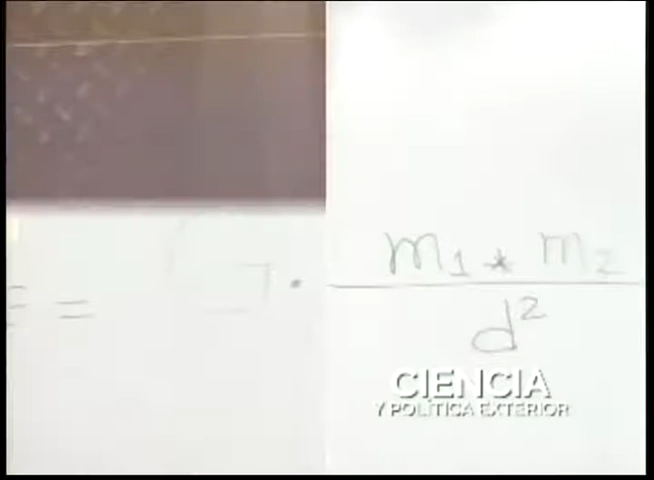 = · m1 * m2
d2
CIENCIA
Y POLÍTICA EXTERIOR